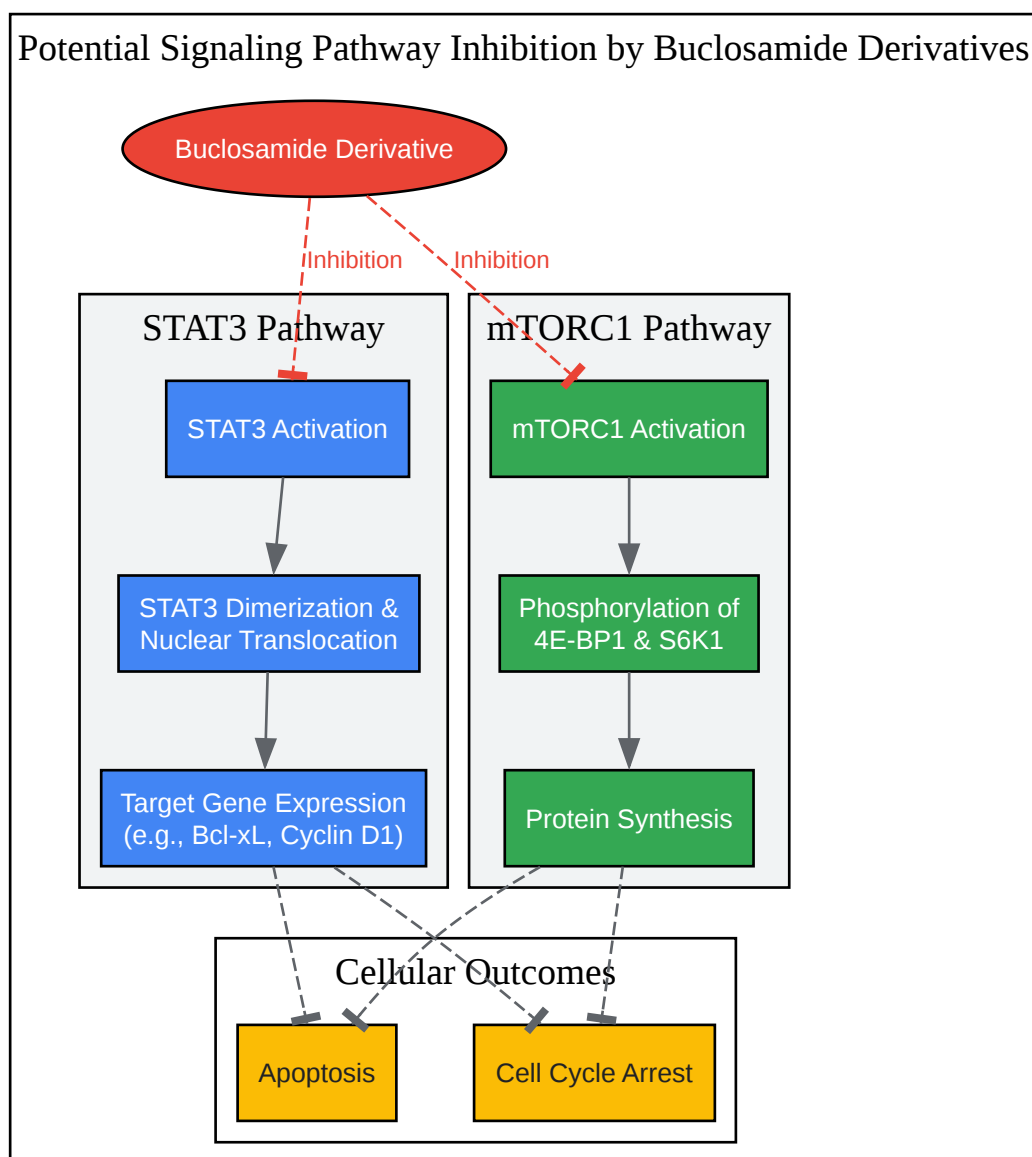 Potential Signaling Pathway Inhibition by Buclosamide Derivatives
Buclosamide Derivative
Inhibition
Inhibition
STAT3 Pathway
STAT3 Activation
STAT3 Dimerization &
Nuclear Translocation
Target Gene Expression
(e.g., Bcl-xL, Cyclin D1)
mTORC1 Pathway
mTORC1 Activation
Phosphorylation of
4E-BP1 & S6K1
Protein Synthesis
Cellular Outcomes
Apoptosis
Cell Cycle Arrest